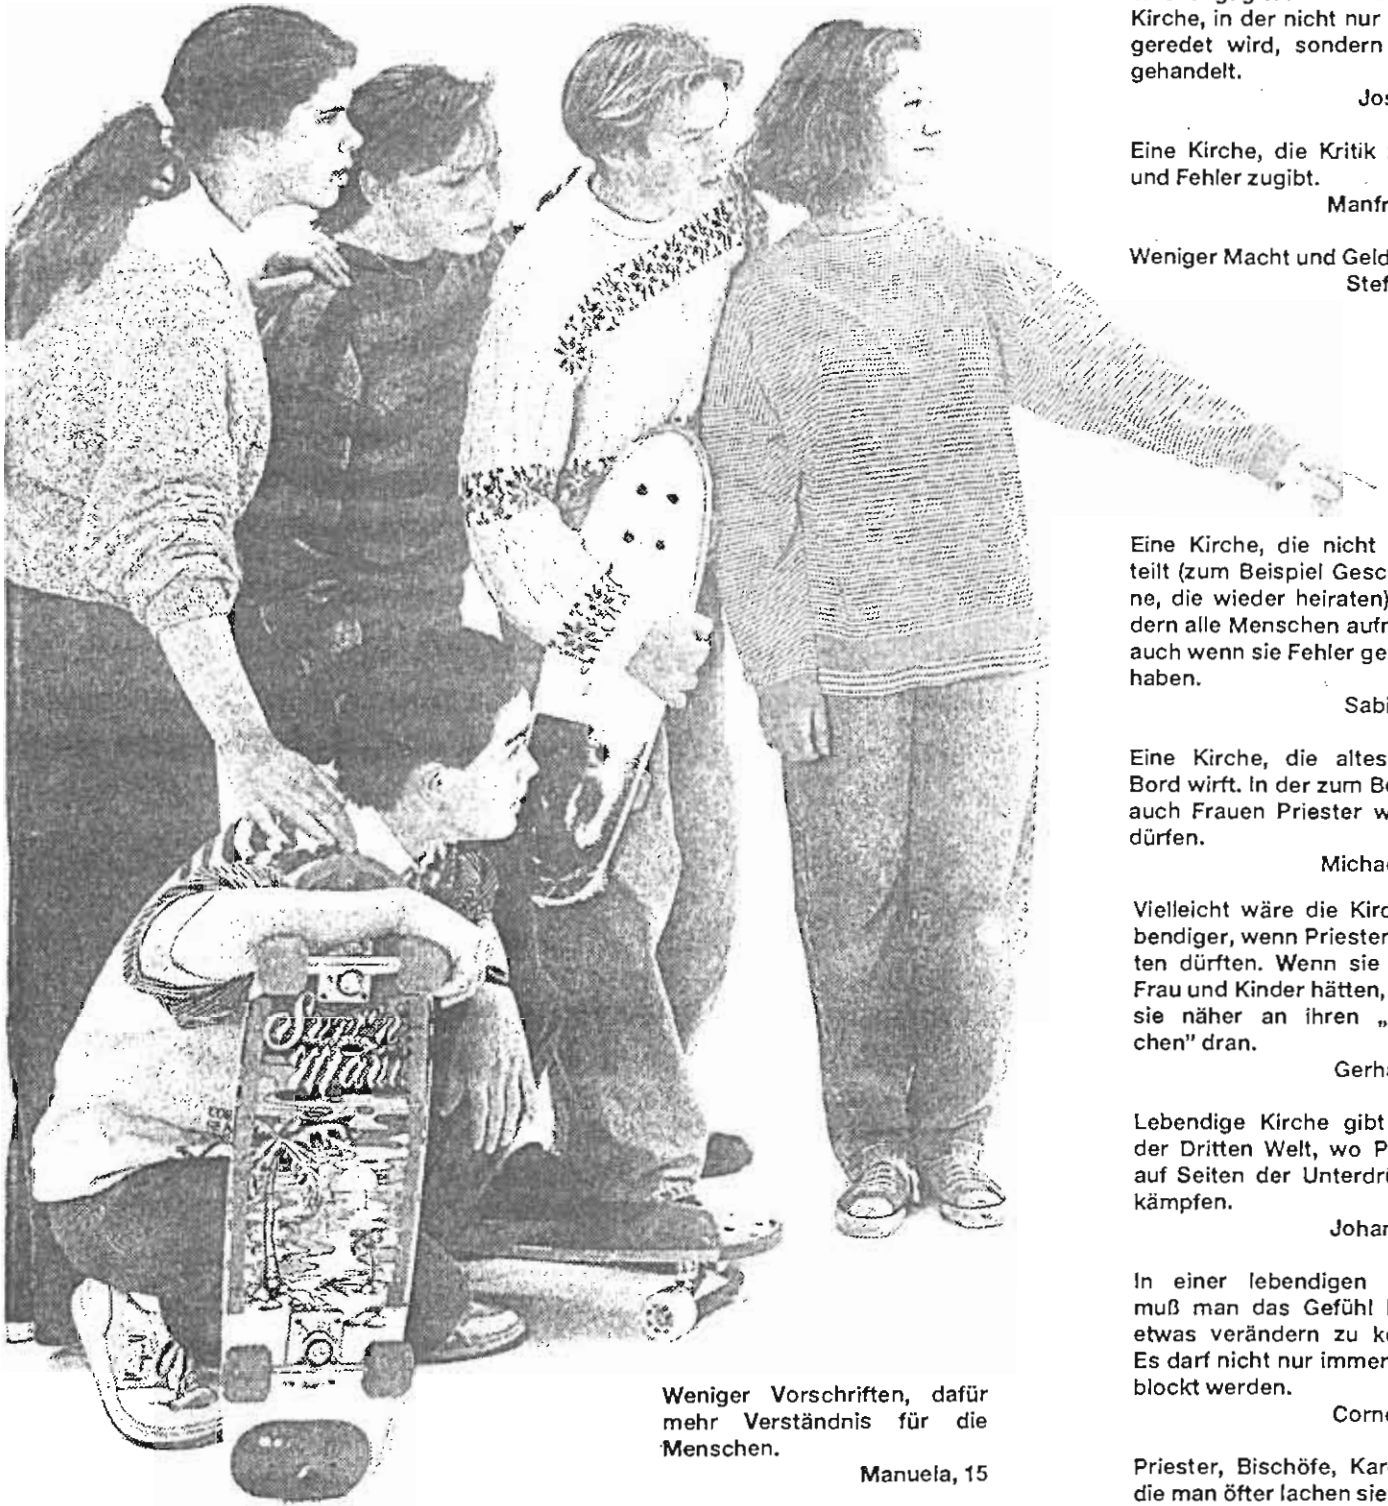 Kirche, in der nicht nur
geredet wird, sondern
gehandelt.
Jos
Eine Kirche, die Kritik
und Fehler zugibt.
Manfr
Weniger Macht und Geld
Stef
Eine Kirche, die nicht
teilt (zum Beispiel Gesc
ne, die wieder heiraten)
dern alle Menschen aufn
auch wenn sie Fehler ge
haben.
Sabi
Eine Kirche, die altes
Bord wirft. In der zum Be
auch Frauen Priester w
dürfen.
Michae
Vielleicht wäre die Kirc
bendiger, wenn Priester
ten dürften. Wenn sie
Frau und Kinder hätten,
sie näher an ihren „
chen" dran.
Gerha
Lebendige Kirche gibt
der Dritten Welt, wo P
auf Seiten der Unterdrü
kämpfen.
Johan
In einer lebendigen
muß man das Gefühl
etwas verändern zu k
Es darf nicht nur immer
blockt werden.
Corne
Priester, Bischöfe, Kar
die man öfter lachen sie
Weniger Vorschriften, dafür
mehr Verständnis für die
Menschen.
Manuela, 15